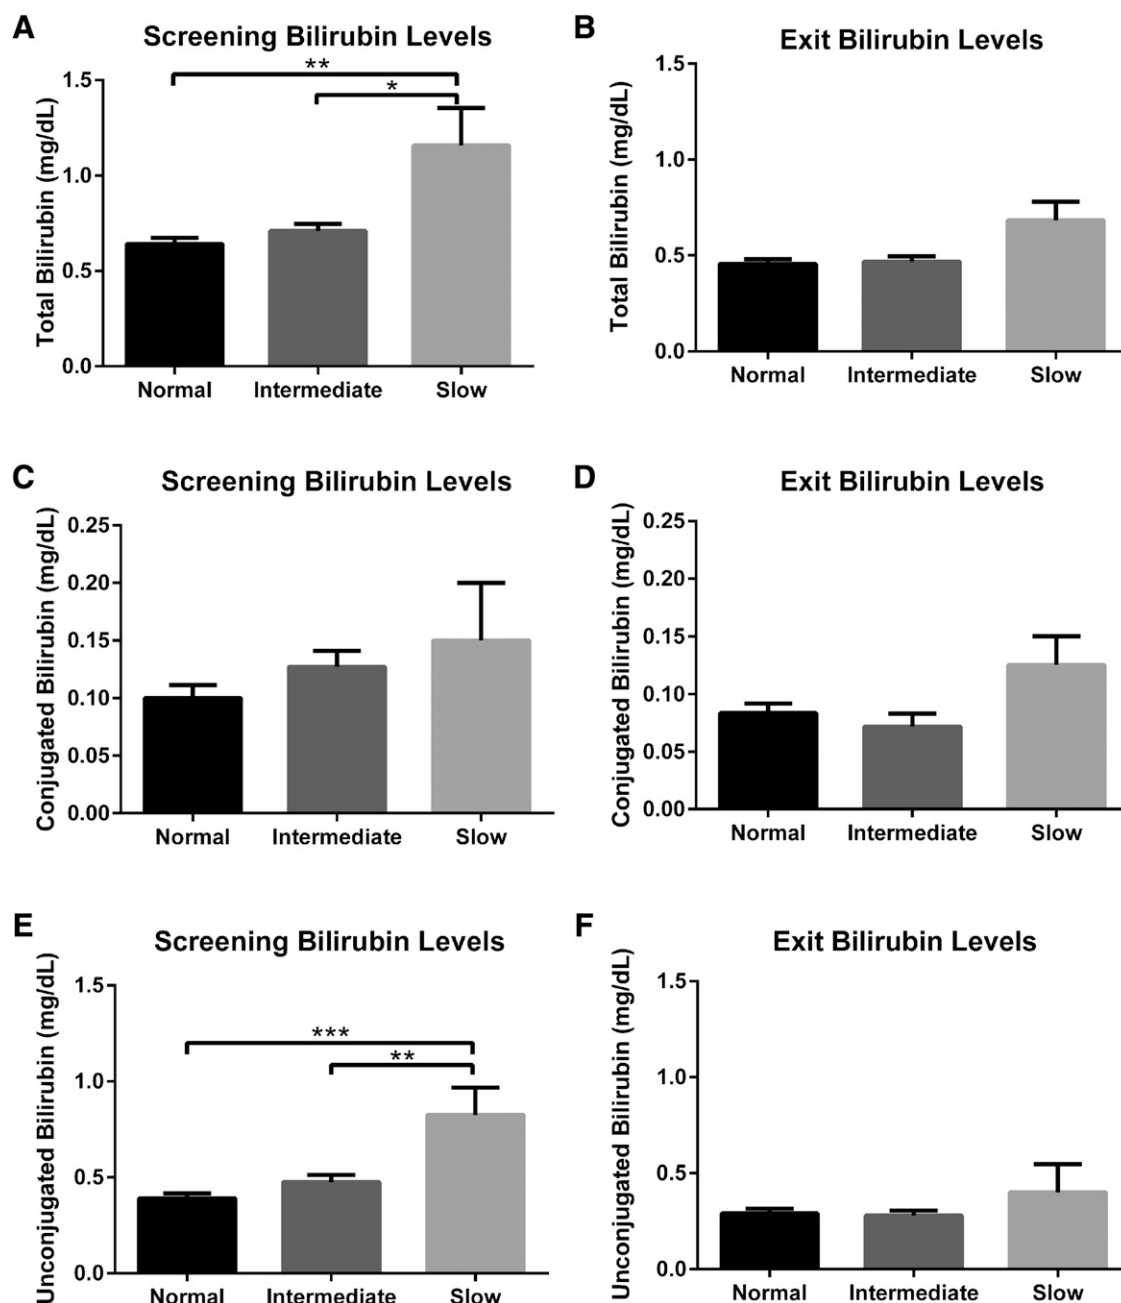 A
Screening Bilirubin Levels
Total Bilirubin (mg/dL)
1.5
1.0
0.5
0.0
**
*
Normal Intermediate Slow
B
Exit Bilirubin Levels
Total Bilirubin (mg/dL)
1.5
1.0
0.5
0.0
Normal Intermediate Slow
C
Screening Bilirubin Levels
Conjugated Bilirubin (mg/dL)
0.25
0.20
0.15
0.10
0.05
0.00
Normal Intermediate Slow
D
Exit Bilirubin Levels
Conjugated Bilirubin (mg/dL)
0.25
0.20
0.15
0.10
0.05
0.00
Normal Intermediate Slow
E
Screening Bilirubin Levels
Unconjugated Bilirubin (mg/dL)
1.5
1.0
0.5
0.0
***
**
Normal Intermediate Slow
F
Exit Bilirubin Levels
Unconjugated Bilirubin (mg/dL)
1.5
1.0
0.5
0.0
Normal Intermediate Slow